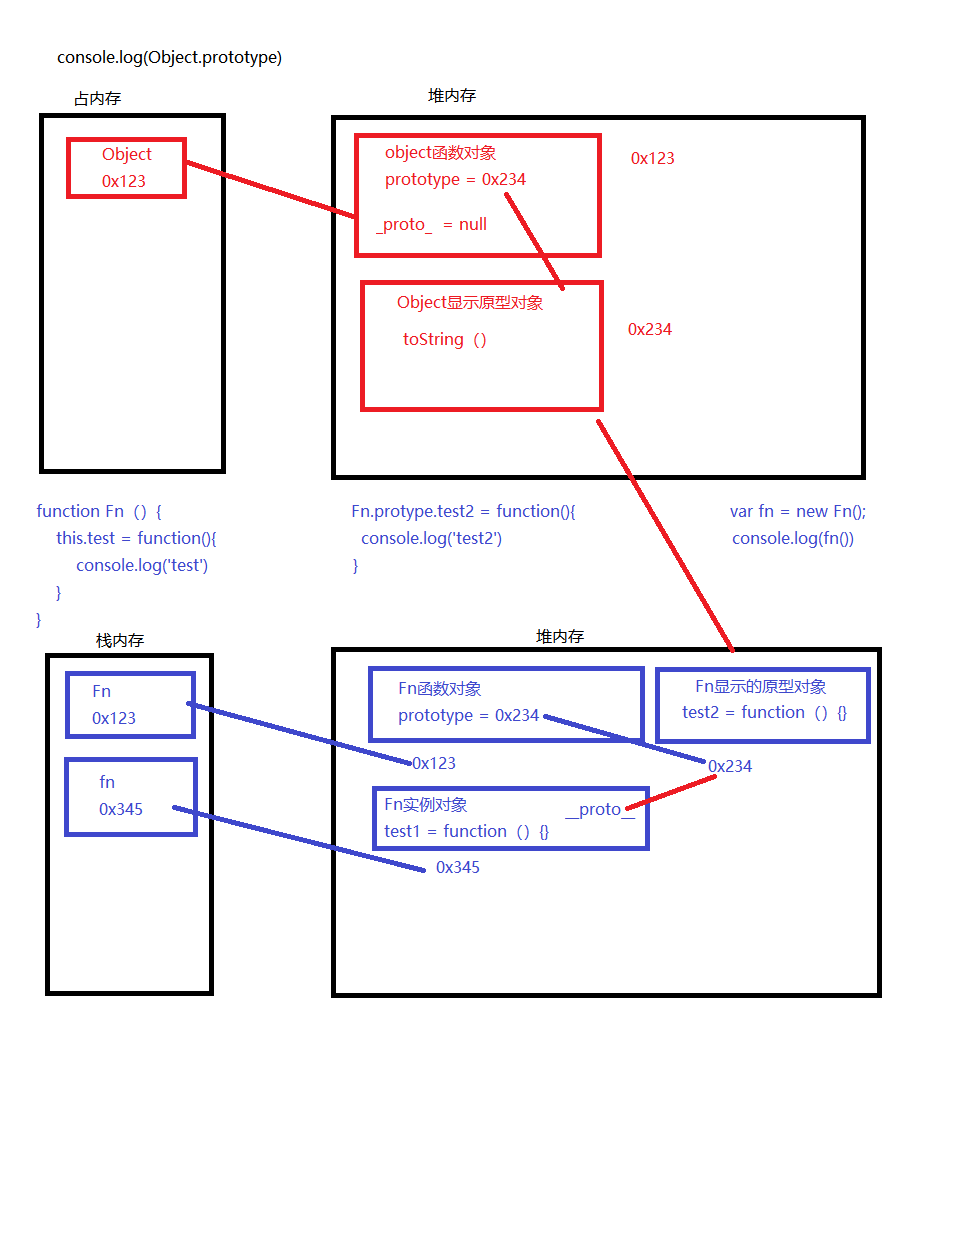 console.log(Object.prototype)
占内存
堆内存
Object
0x123
object函数对象
prototype = 0x234
_proto_ = null
0x123
Object显示原型对象
toString（）
0x234
function Fn（）{
this.test = function(){
console.log('test')
}
}
Fn.protype.test2 = function(){
console.log('test2')
}
var fn = new Fn();
console.log(fn())
栈内存
堆内存
Fn
0x123
fn
0x345
Fn函数对象
prototype = 0x234
0x123
Fn显示的原型对象
test2 = function（）{}
0x234
Fn实例对象
__proto__
test1 = function（）{}
0x345